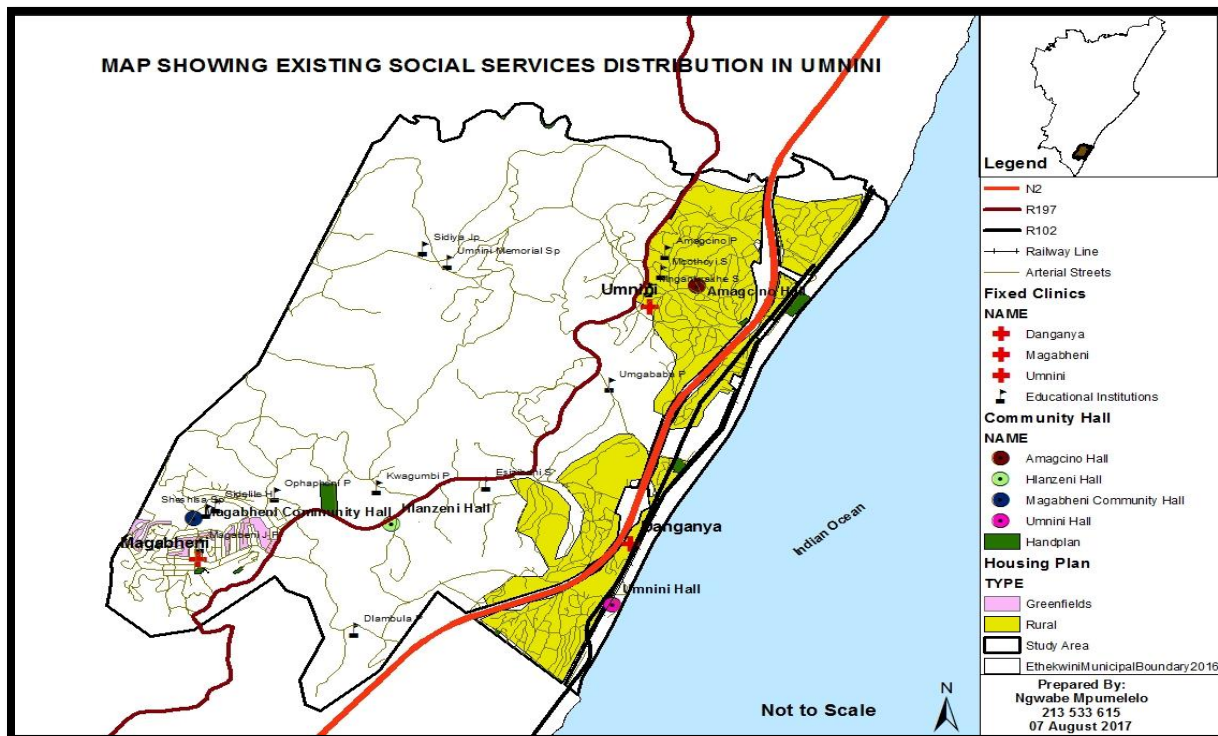 MAP SHOWING EXISTING SOCIAL SERVICES DISTRIBUTION IN UMNINI
Sidiya Jp
Umnini Memorial Sp
Amagcino P
S
Umnini
Amagcino Hall
Umgababa P
Ophapheni P
Kwagumbi P
S
Hlanzeni Hall
Magabheni Community Hall
Magabheni
Danganya
Umnini Hall
Dlambula P
Indian Ocean
Not to Scale
N
Legend
N2
R197
R102
Railway Line
Arterial Streets
Fixed Clinics
NAME
Danganya
Magabheni
Umnini
Educational Institutions
Community Hall
NAME
Amagcino Hall
Hlanzeni Hall
Magabheni Community Hall
Umnini Hall
Handplan
Housing Plan
TYPE
Greenfields
Rural
Study Area
EthekwiniMunicipalBoundary2016
Prepared By:
Ngwabe Mpumelelo
213 533 615
07 August 2017